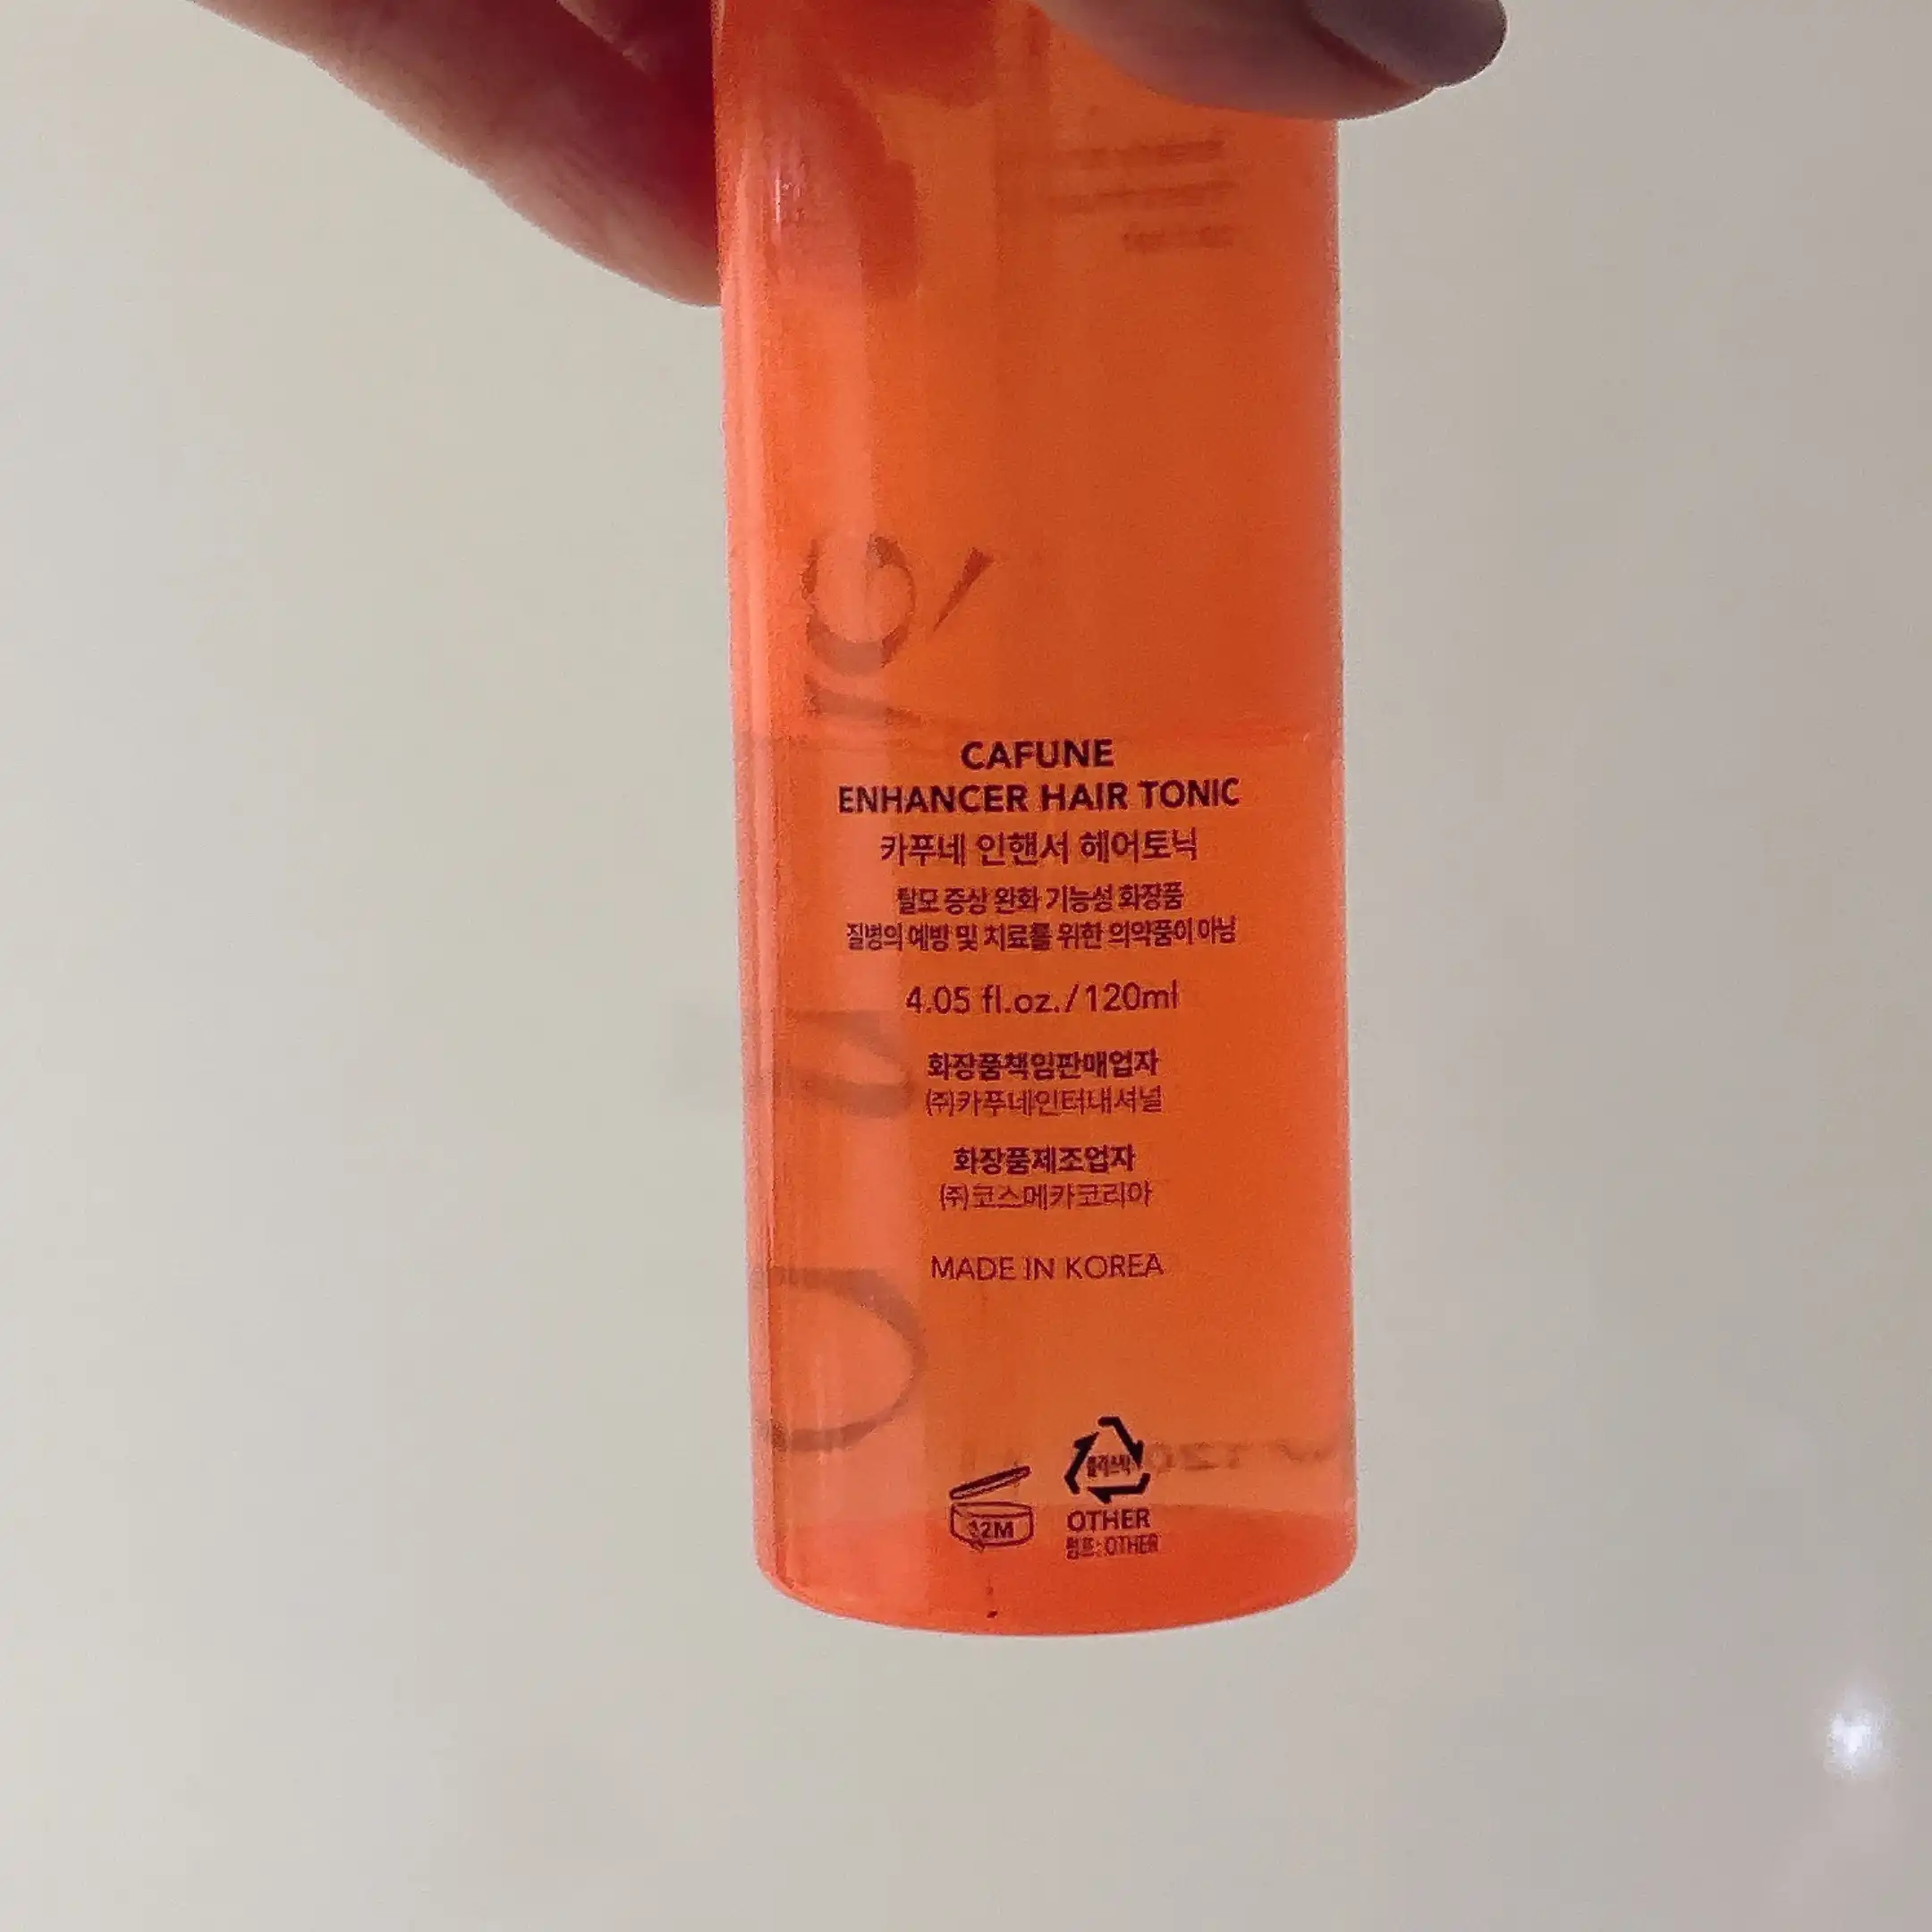 CAFUNE
ENHANCER HAIR TONIC
카푸네 인핸서 헤어토닉
탈모 증상 완화 기능성 화장품
질병의 예방 및 치료를 위한 의약품이 아님
4.05 fl.oz./120ml
화장품책임판매업자
㈜카푸네인터내셔널
화장품제조업자
㈜코스메카코리아
MADE IN KOREA
플라스틱
12M
OTHER
펌프:OTHER